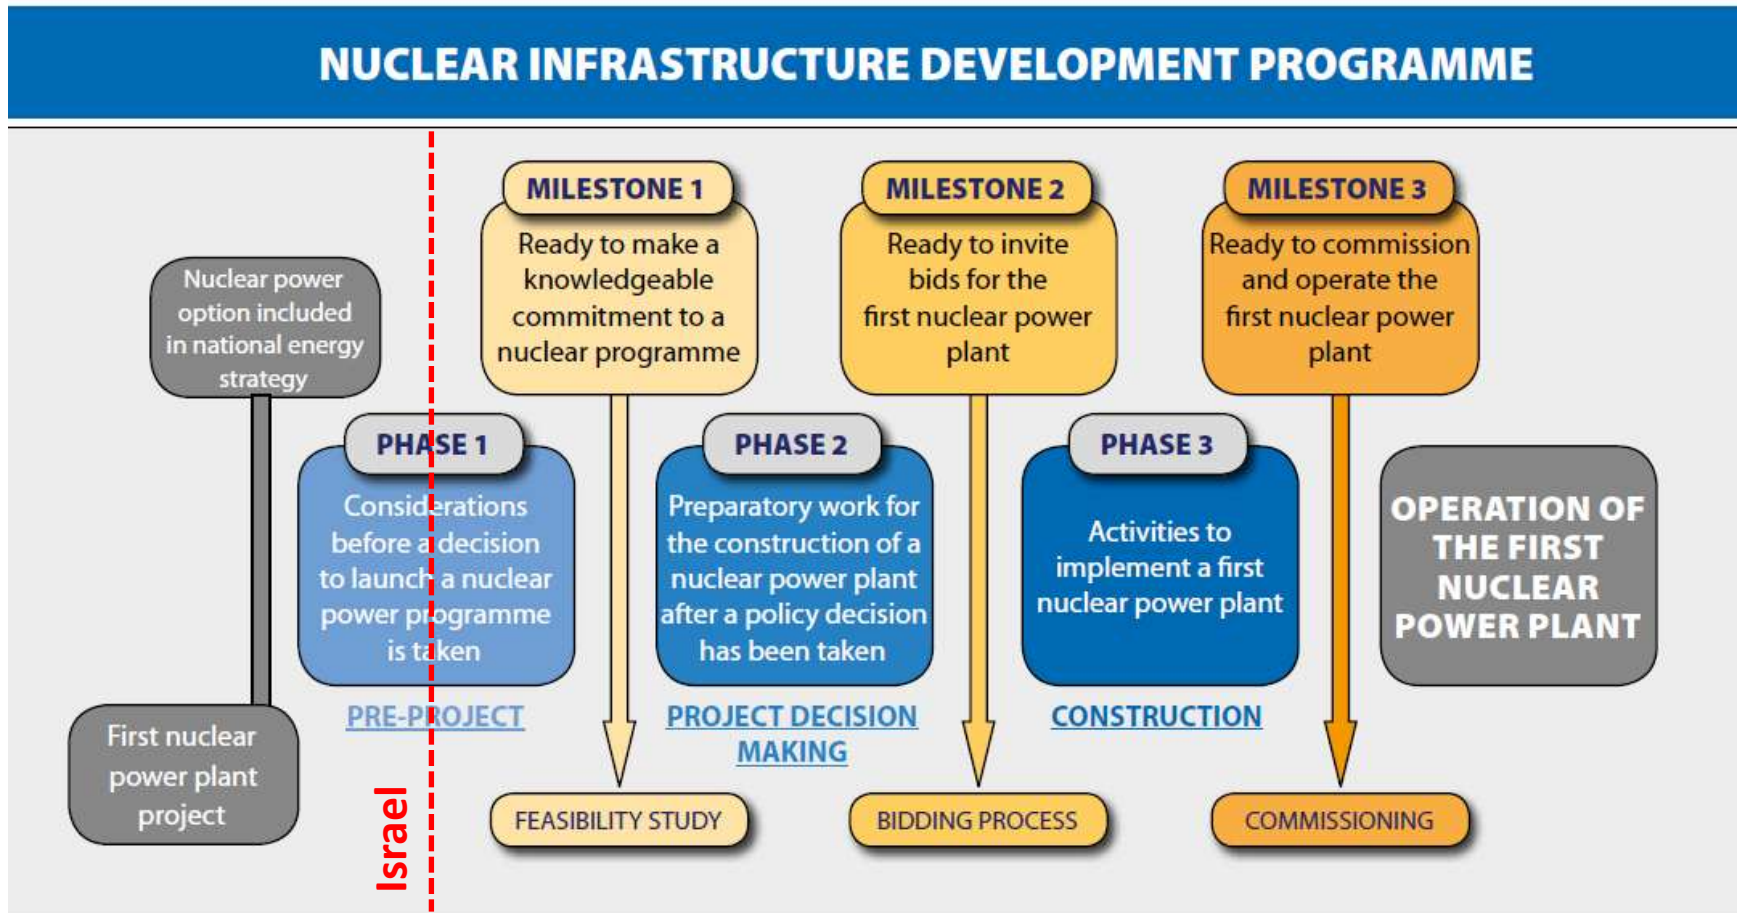 NUCLEAR INFRASTRUCTURE DEVELOPMENT PROGRAMME
Nuclear power
option included
in national energy
strategy
First nuclear
power plant
project
MILESTONE 1
Ready to make a
knowledgeable
commitment to a
nuclear programme
MILESTONE 2
Ready to invite
bids for the
first nuclear power
plant
MILESTONE 3
Ready to commission
and operate the
first nuclear power
plant
PHASE 1
Considerations
before a decision
to launch a nuclear
power programme
is taken
PRE-PROJECT
PHASE 2
Preparatory work for
the construction of a
nuclear power plant
after a policy decision
has been taken
PROJECT DECISION
MAKING
PHASE 3
Activities to
implement a first
nuclear power plant
CONSTRUCTION
OPERATION OF
THE FIRST
NUCLEAR
POWER PLANT
Israel
FEASIBILITY STUDY
BIDDING PROCESS
COMMISSIONING